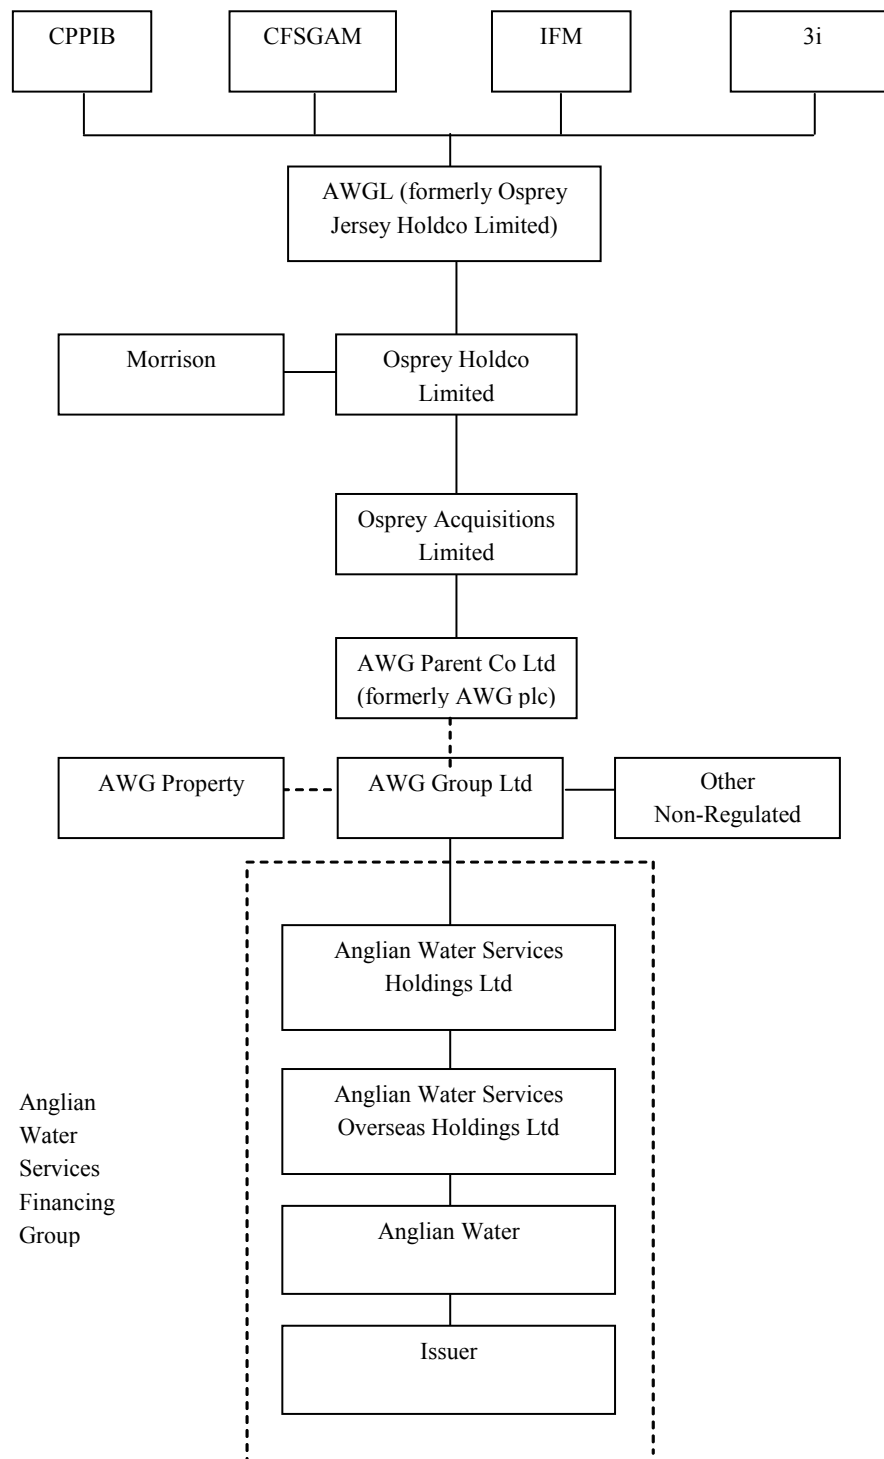 CPPIB
CFSGAM
IFM
3i
AWGL (formerly Osprey
Jersey Holdco Limited)
Morrison
Osprey Holdco
Limited
Osprey Acquisitions
Limited
AWG Parent Co Ltd
(formerly AWG plc)
AWG Property
AWG Group Ltd
Other
Non-Regulated
Anglian Water Services
Holdings Ltd
Anglian Water Services
Overseas Holdings Ltd
Anglian
Water
Services
Financing
Group
Anglian Water
Issuer